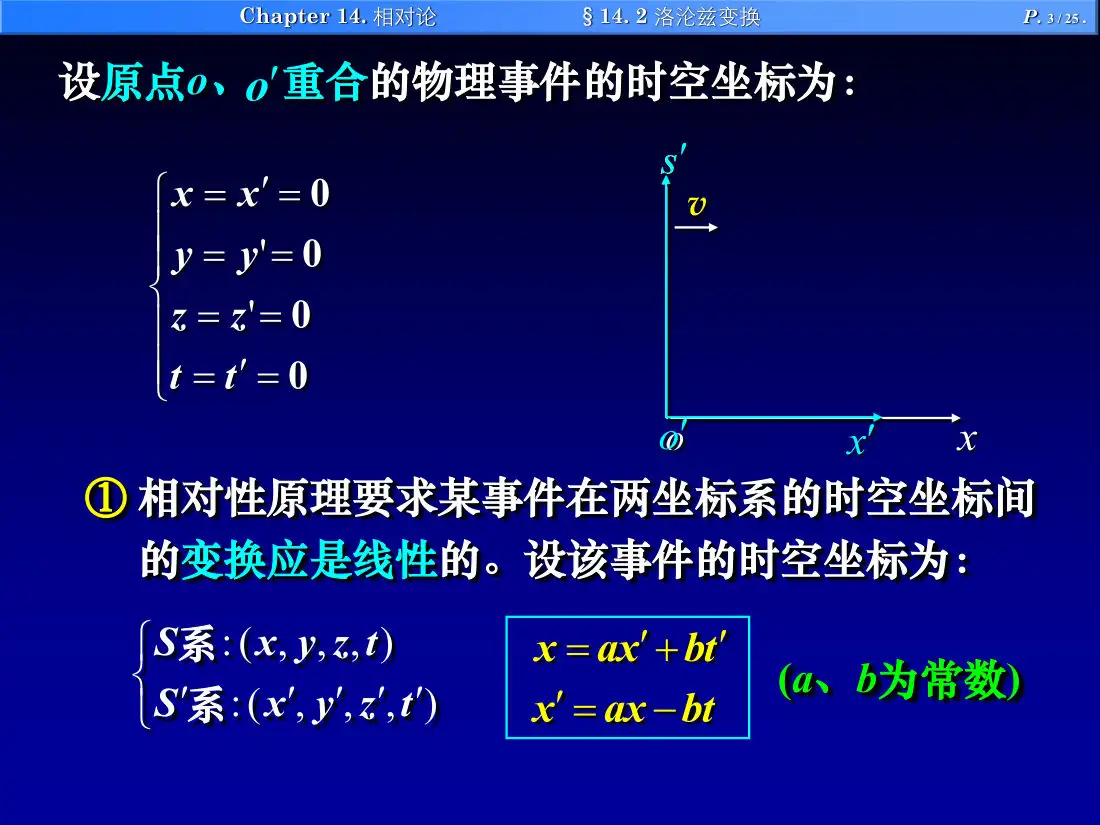 Chapter 14. 相对论 § 14. 2 洛沦兹变换 P. 3 / 25 .
设原点o、o′重合的物理事件的时空坐标为:
x = x′ = 0
y = y' = 0
z = z' = 0
t = t′ = 0
s′
v
o′
o
x′
x
① 相对性原理要求某事件在两坐标系的时空坐标间
的变换应是线性的。设该事件的时空坐标为:
S系:(x, y, z, t)
S′系:(x′, y′, z′, t′)
x = ax′ + bt′
x′ = ax − bt
(a、b为常数)